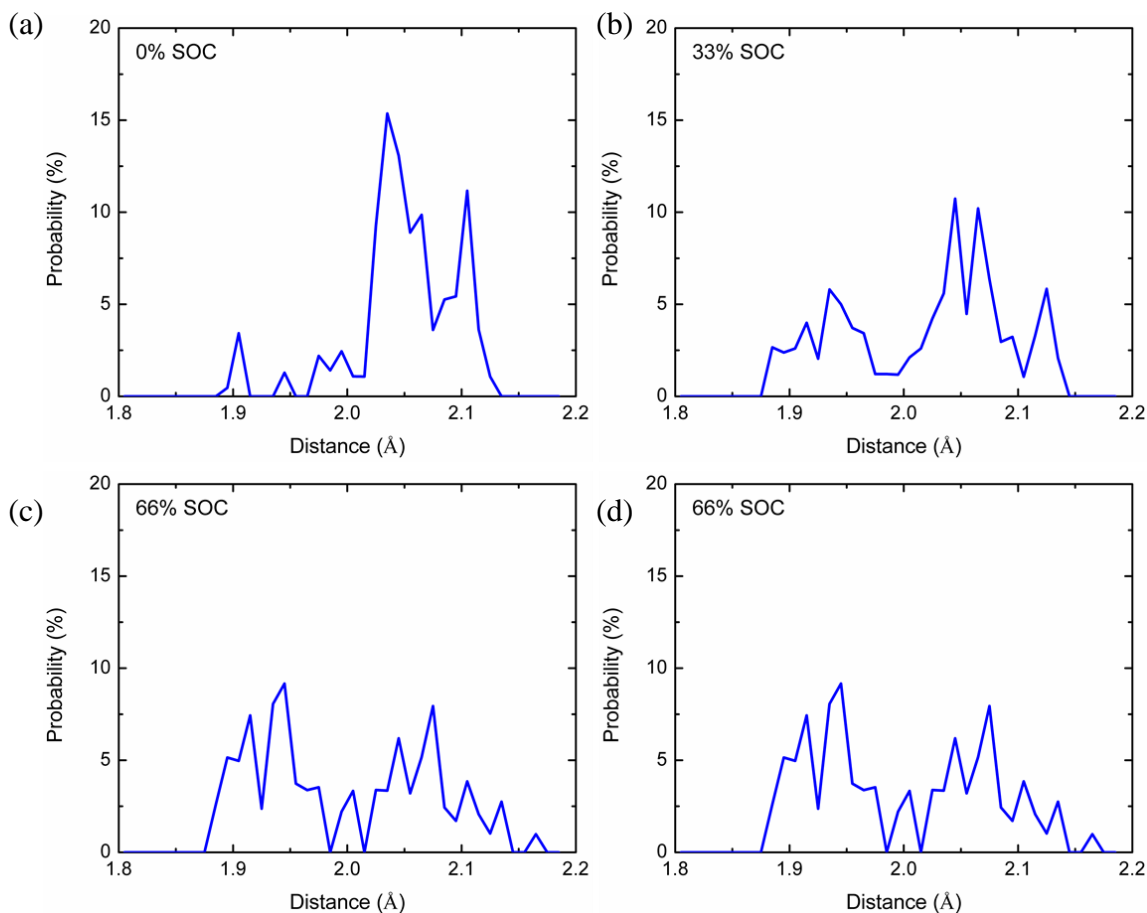 (a)
0% SOC
20
15
10
5
0
Probability (%)
1.8 1.9 2.0 2.1 2.2
Distance (Å)
(b)
33% SOC
20
15
10
5
0
Probability (%)
1.8 1.9 2.0 2.1 2.2
Distance (Å)
(c)
66% SOC
20
15
10
5
0
Probability (%)
1.8 1.9 2.0 2.1 2.2
Distance (Å)
(d)
66% SOC
20
15
10
5
0
Probability (%)
1.8 1.9 2.0 2.1 2.2
Distance (Å)